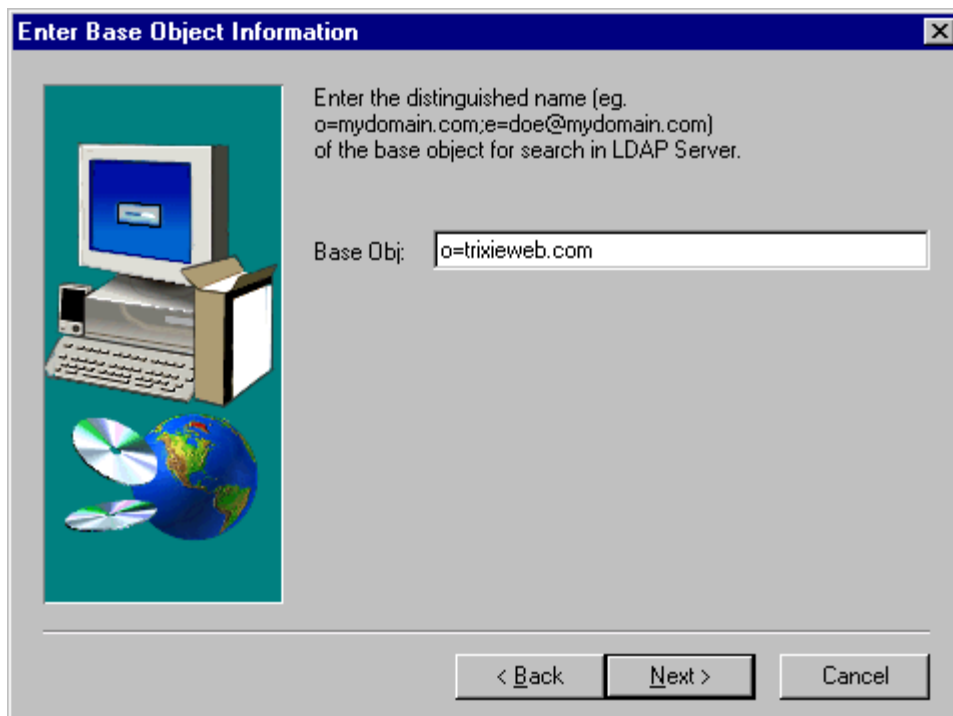 Enter Base Object Information
Enter the distinguished name (eg.
o=mydomain.com;e=doe@mydomain.com)
of the base object for search in LDAP Server.
Base Obj: o=trixieweb.com
< Back Next > Cancel